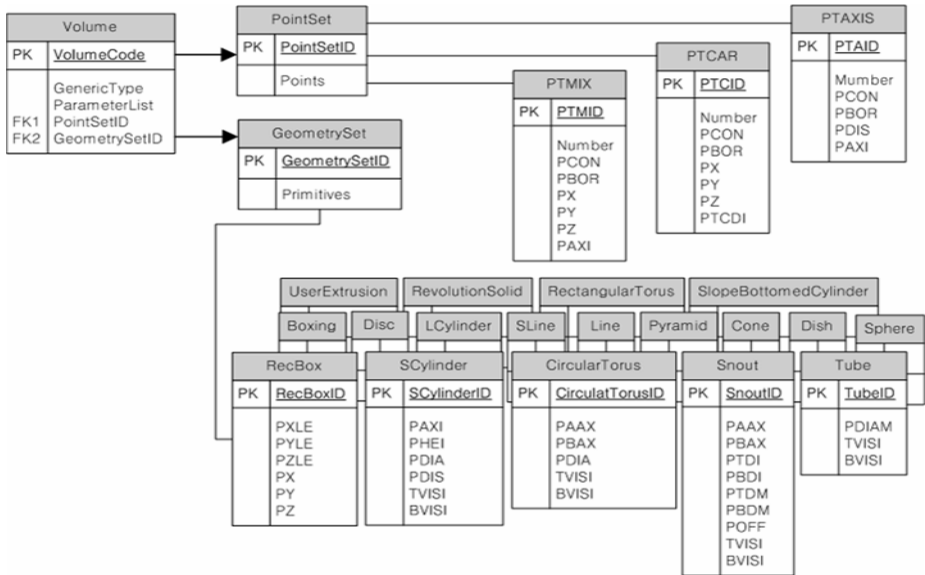 Volume
PK VolumeCode
GenericType
ParameterList
FK1 PointSetID
FK2 GeometrySetID
PointSet
PK PointSetID
Points
GeometrySet
PK GeometrySetID
Primitives
PTMIX
PK PTMID
Number
PCON
PBOR
PX
PY
PZ
PAXI
PTCAR
PK PTCID
Number
PCON
PBOR
PX
PY
PZ
PTCDI
PTAXIS
PK PTAID
Mumber
PCON
PBOR
PDIS
PAXI
UserExtrusion RevolutionSolid RectangularTorus SlopeBottomedCylinder
Boxing Disc LCylinder SLine Line Pyramid Cone Dish Sphere
RecBox
PK RecBoxID
PXLE
PYLE
PZLE
PX
PY
PZ
SCylinder
PK SCylinderID
PAXI
PHEI
PDIA
PDIS
TVISI
BVISI
CircularTorus
PK CirculatTorusID
PAAX
PBAX
PDIA
TVISI
BVISI
Snout
PK SnoutID
PAAX
PBAX
PTDI
PBDI
PTDM
PBDM
POFF
TVISI
BVISI
Tube
PK TubeID
PDIAM
TVISI
BVISI